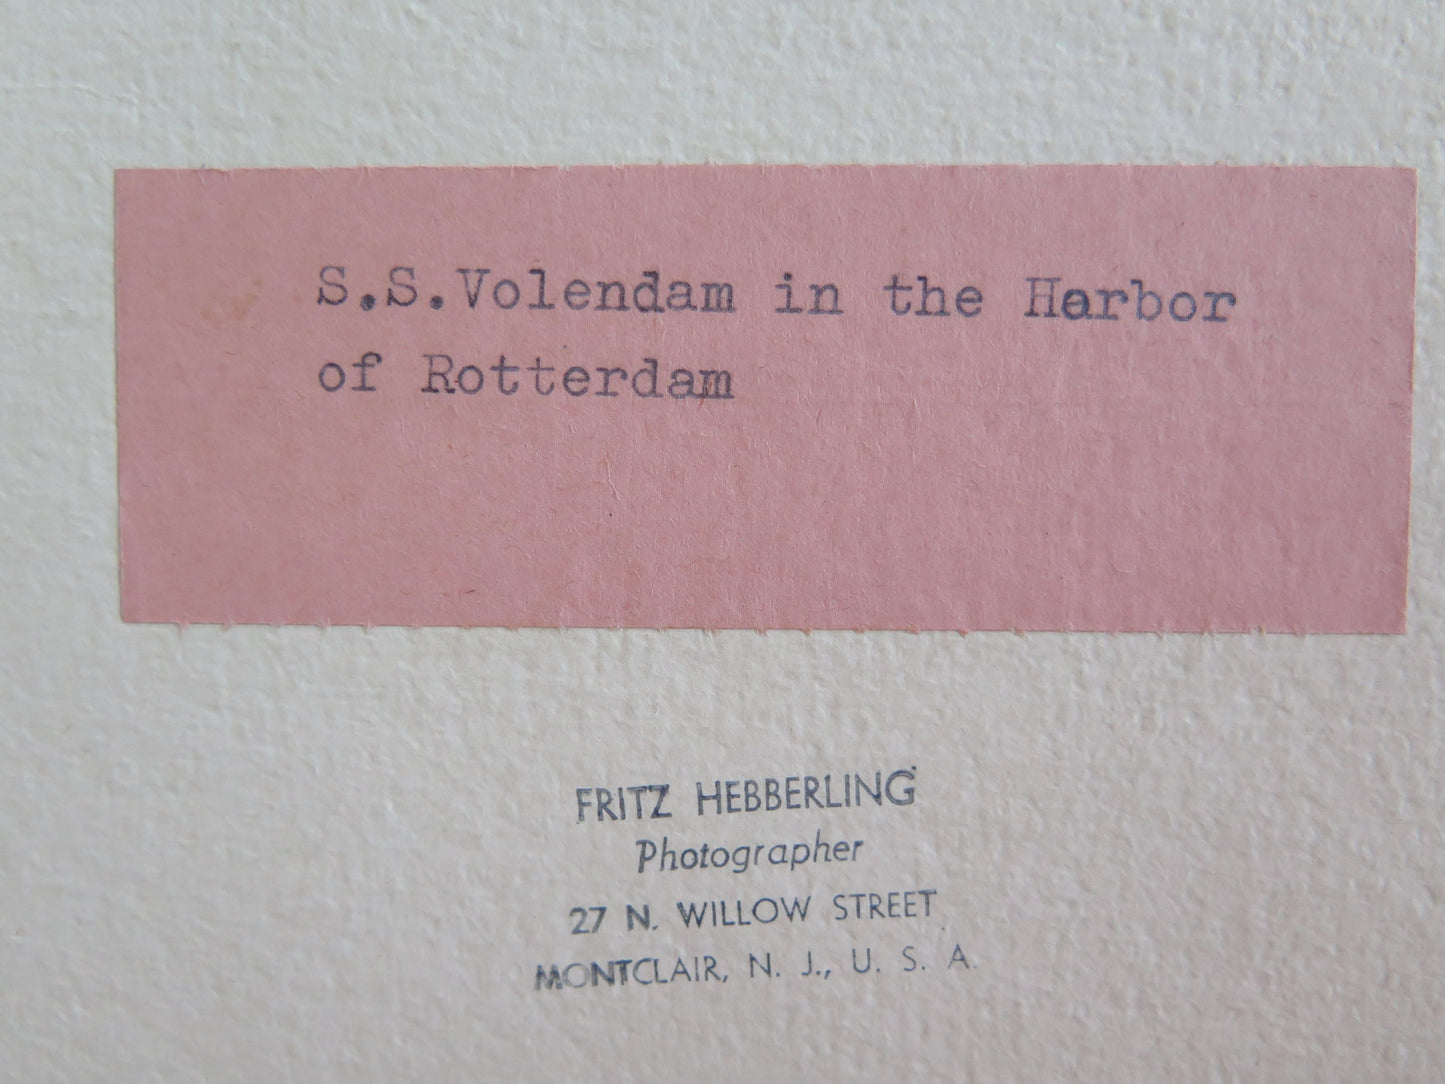 S.S.Volendam in the Harbor
of Rotterdam
FRITZ HEBBERLING
Photographer
27 N. WILLOW STREET
MONTCLAIR, N. J., U. S. A.